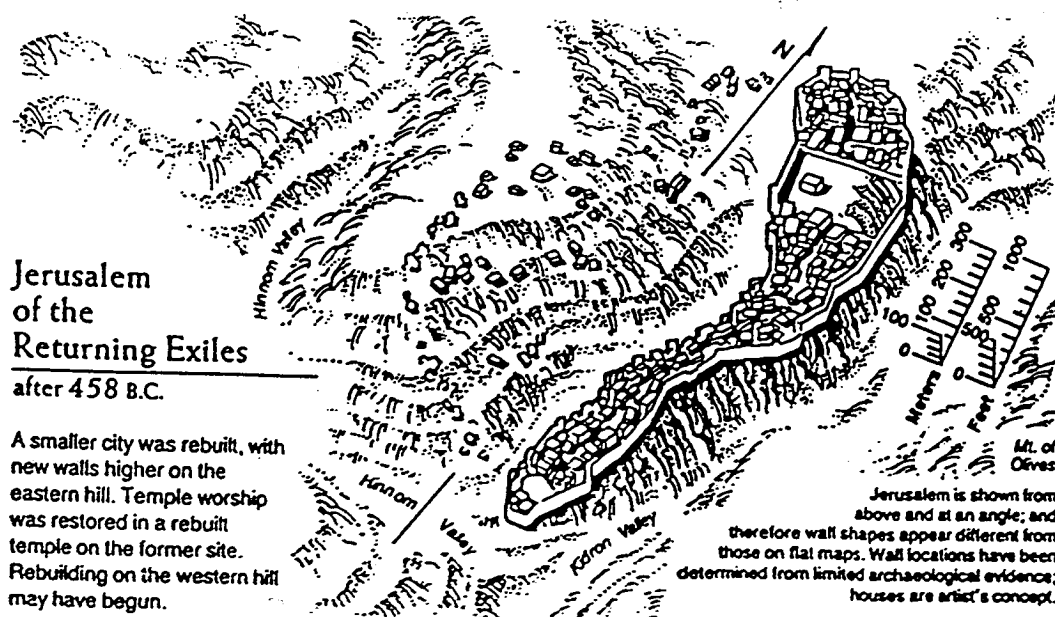 Jerusalem
of the
Returning Exiles
after 458 B.C.
A smaller city was rebuilt, with
new walls higher on the
eastern hill. Temple worship
was restored in a rebuilt
temple on the former site.
Rebuilding on the western hill
may have begun.
Hinnom Valley
Hinnom
Valley
Kidron Valley
N
100
0
100
200
300
Meters
500
0
500
1000
Feet
Mt. of
Olives
Jerusalem is shown from
above and at an angle; and
therefore wall shapes appear different from
those on flat maps. Wall locations have been
determined from limited archaeological evidence;
houses are artist's concept.